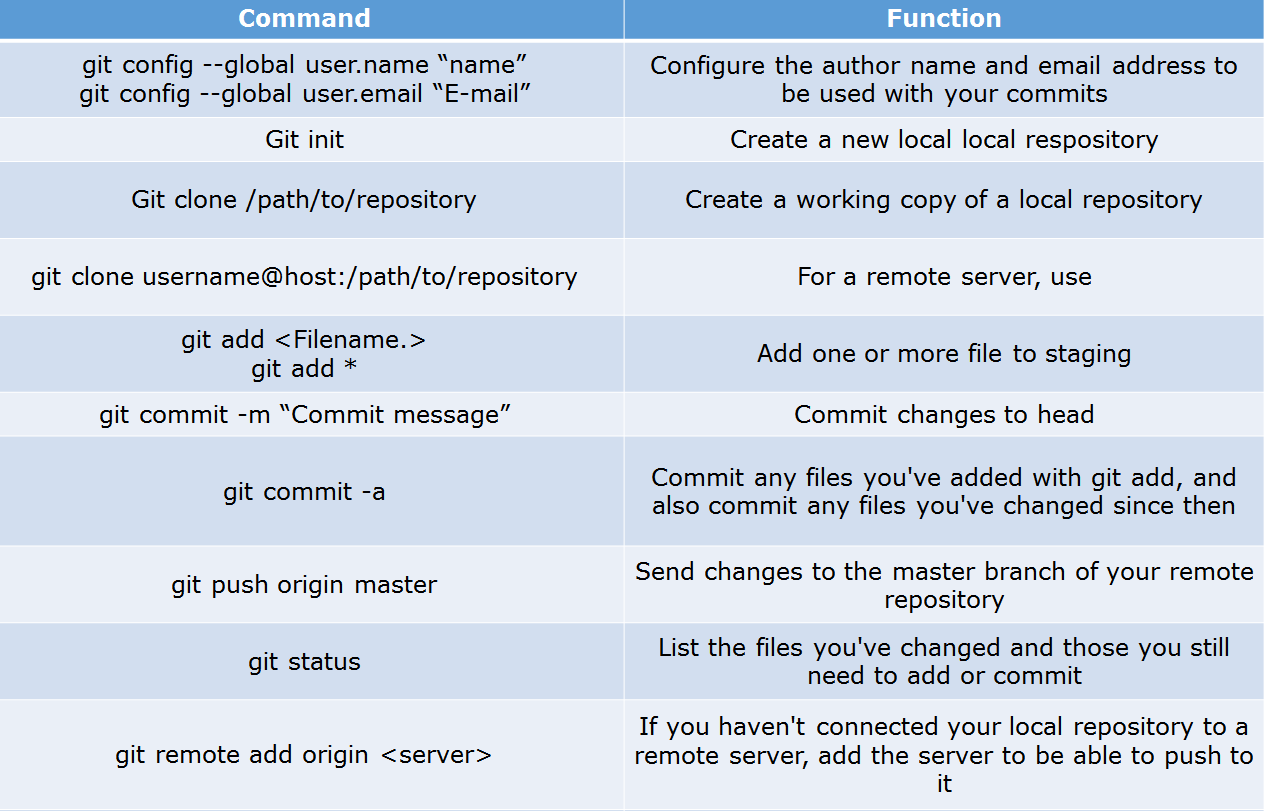 Command
Function
git config --global user.name “name”
git config --global user.email “E-mail”
Configure the author name and email address to
be used with your commits
Git init
Create a new local local respository
Git clone /path/to/repository
Create a working copy of a local repository
git clone username@host:/path/to/repository
For a remote server, use
git add <Filename.>
git add *
Add one or more file to staging
git commit -m “Commit message”
Commit changes to head
git commit -a
Commit any files you've added with git add, and
also commit any files you've changed since then
git push origin master
Send changes to the master branch of your remote
repository
git status
List the files you've changed and those you still
need to add or commit
git remote add origin <server>
If you haven't connected your local repository to a
remote server, add the server to be able to push to
it